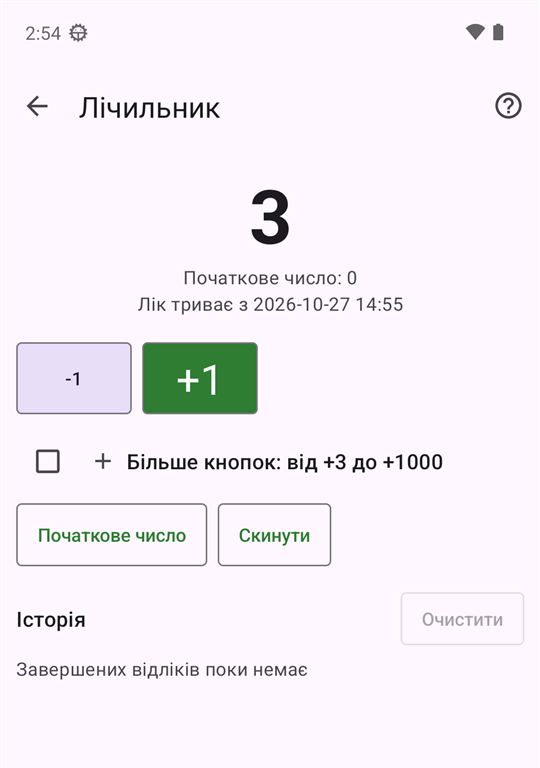 2:54
Лічильник
3
Початкове число: 0
Лік триває з 2026-10-27 14:55
-1
+1
+ Більше кнопок: від +3 до +1000
Початкове число
Скинути
Історія
Очистити
Завершених відліків поки немає